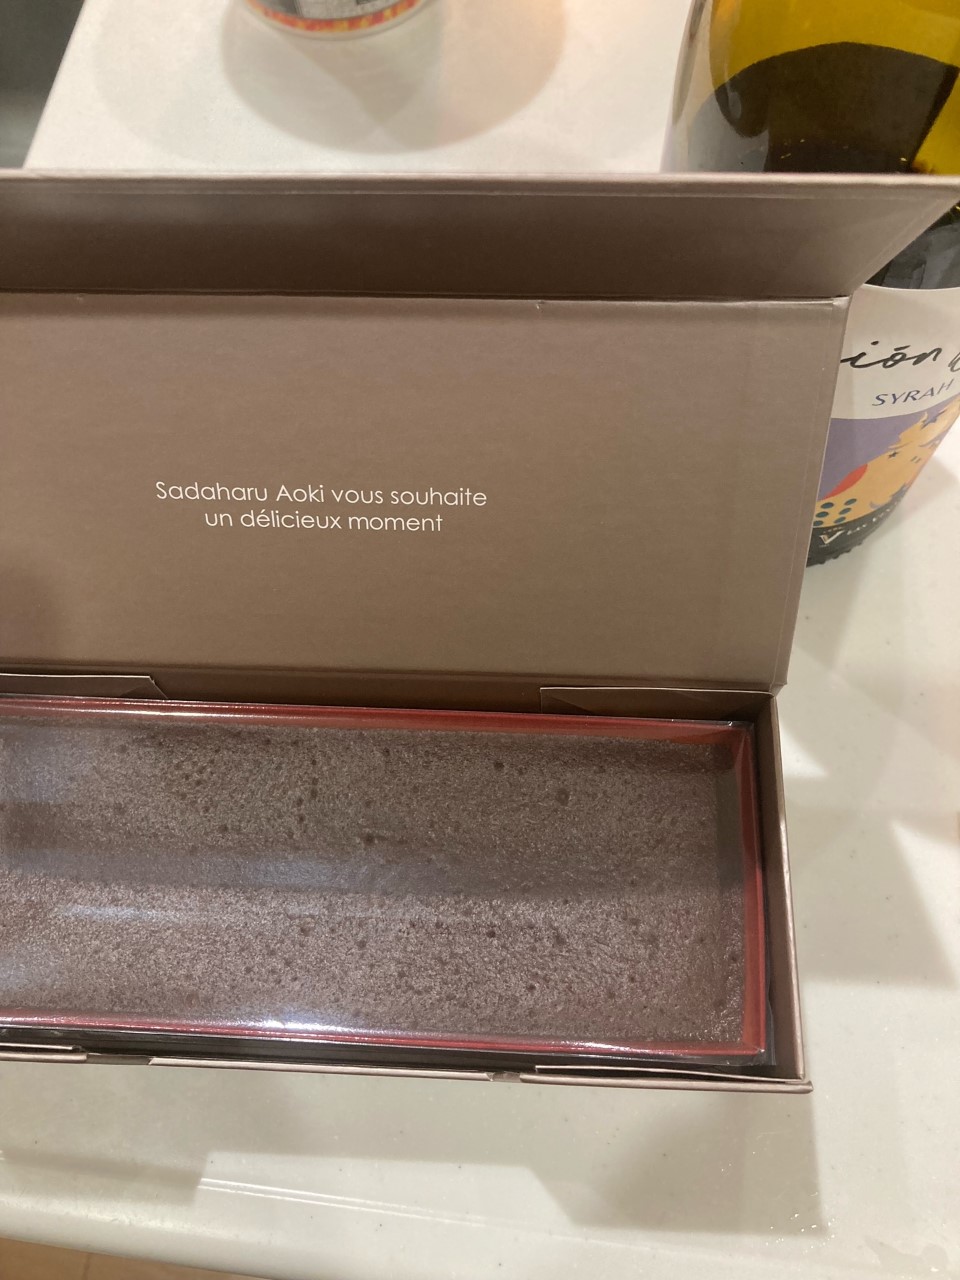 Sadaharu Aoki vous souhaite
un délicieux moment
SYRAH